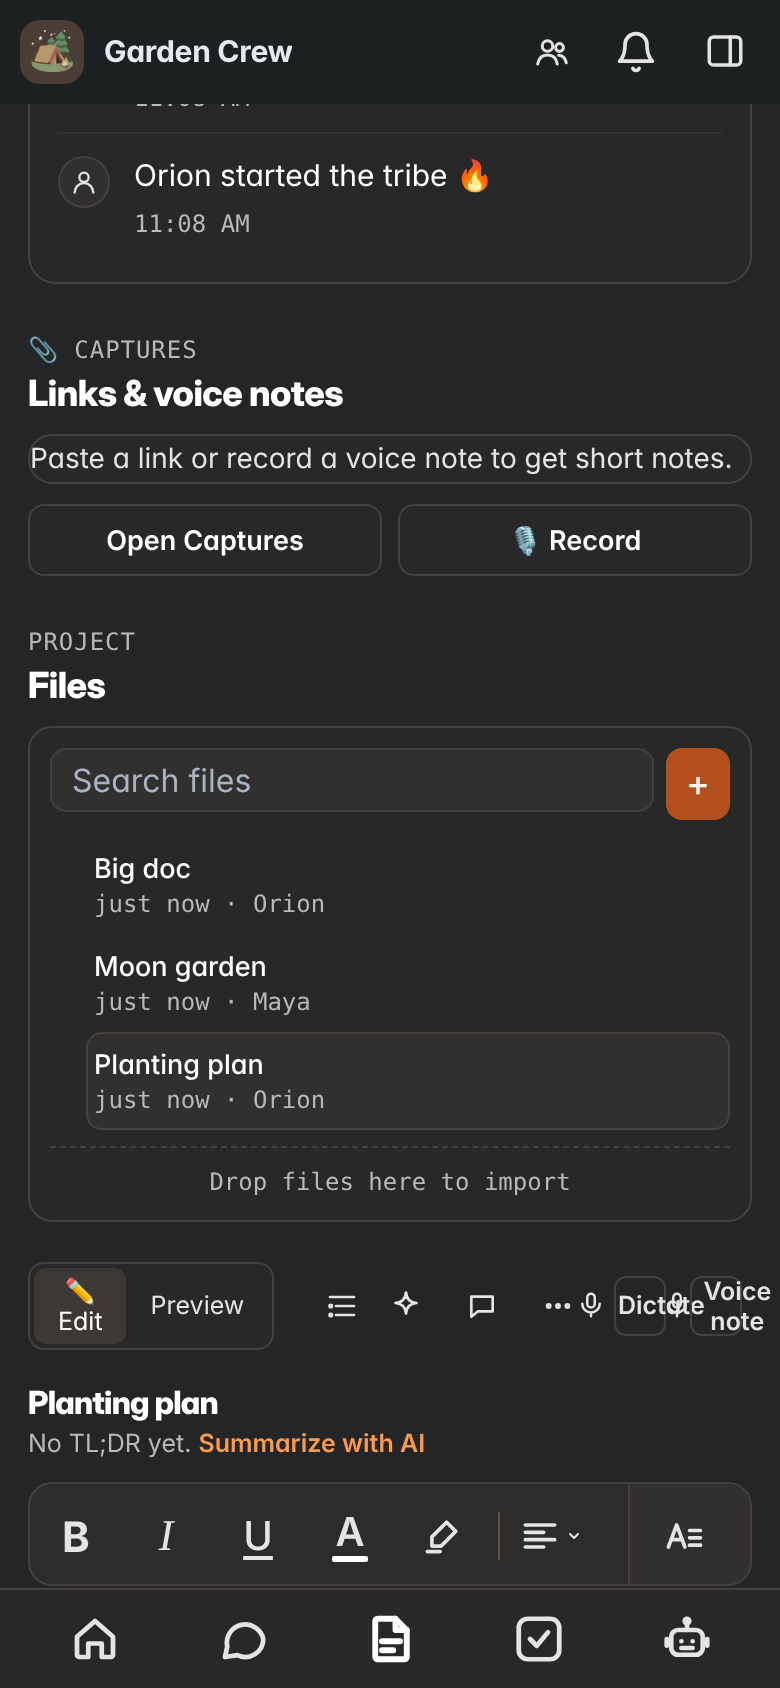 Garden Crew
Orion started the tribe 🔥
11:08 AM
📎 CAPTURES
Links & voice notes
Paste a link or record a voice note to get short notes.
Open Captures
🎙️ Record
PROJECT
Files
Search files
+
Big doc
just now · Orion
Moon garden
just now · Maya
Planting plan
just now · Orion
Drop files here to import
✏️
Edit
Preview
Dictate
Voice
note
Planting plan
No TL;DR yet. Summarize with AI
B I U A
A